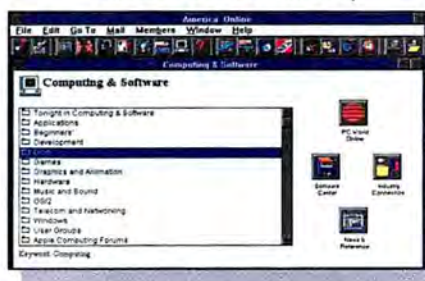 America Online
File Edit Go To Mail Members Window Help
Computing & Software
Computing & Software
Tonight in Computing & Software
Applications
Beginners
Development
DOS
Games
Graphics and Animation
Hardware
Music and Sound
OS/2
Telecom and Networking
Windows
User Groups
Apple Computing Forums
PC World
Online
Software
Center
Industry
Connection
News &
Reference
Keyword: Computing